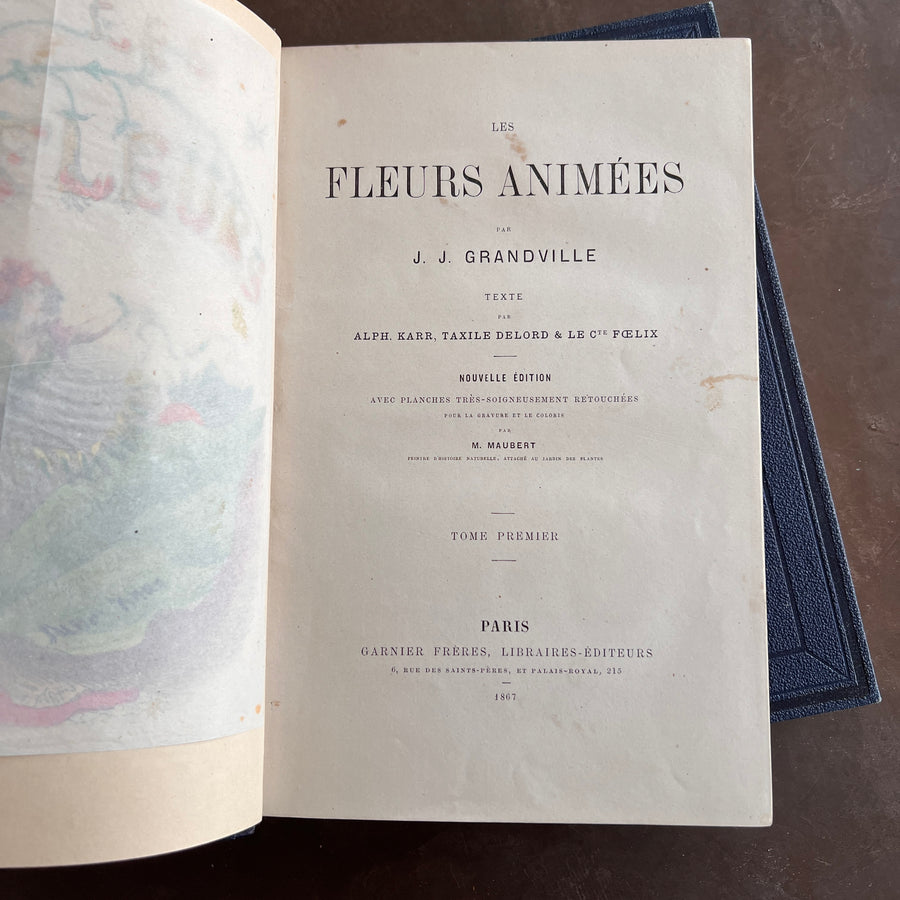 LES
FLEURS ANIMÉES
PAR
J. J. GRANDVILLE
TEXTE
PAR
ALPH. KARR, TAXILE DELORD & LE CTE FŒLIX
NOUVELLE ÉDITION
AVEC PLANCHES TRÈS-SOIGNEUSEMENT RETOUCHÉES
POUR LA GRAVURE ET LE COLORIS
PAR
M. MAUBERT
PEINTRE D'HISTOIRE NATURELLE, ATTACHÉ AU JARDIN DES PLANTES
TOME PREMIER
PARIS
GARNIER FRÈRES, LIBRAIRES-ÉDITEURS
6, RUE DES SAINTS-PÈRES, ET PALAIS-ROYAL, 215
1867